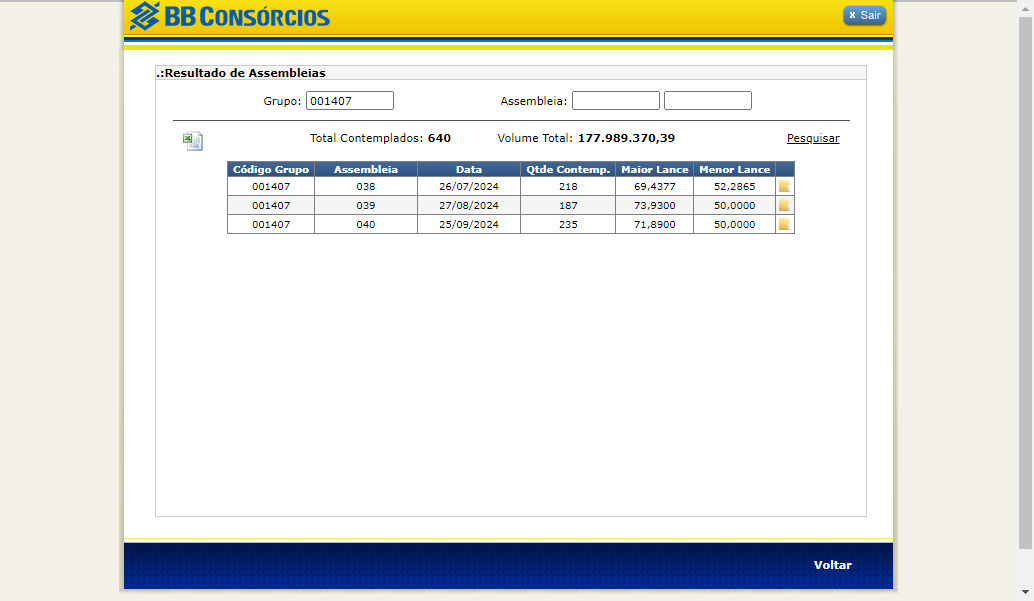 BB CONSÓRCIOS
x Sair
.:Resultado de Assembleias
Grupo: 001407 Assembleia:
Total Contemplados: 640 Volume Total: 177.989.370,39 Pesquisar
Código Grupo Assembleia Data Qtde Contemp. Maior Lance Menor Lance
001407 038 26/07/2024 218 69,4377 52,2865
001407 039 27/08/2024 187 73,9300 50,0000
001407 040 25/09/2024 235 71,8900 50,0000
Voltar